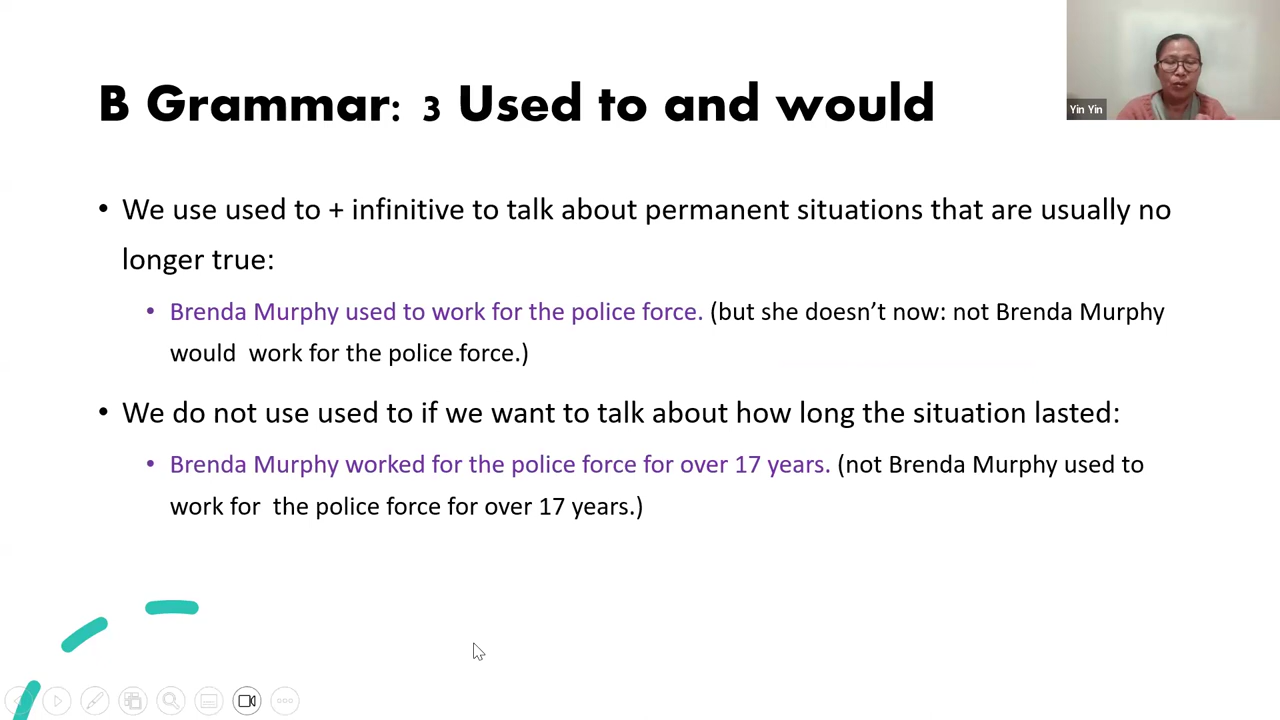 B Grammar: 3 Used to and would
Yin Yin
• We use used to + infinitive to talk about permanent situations that are usually no
longer true:
• Brenda Murphy used to work for the police force. (but she doesn’t now: not Brenda Murphy
would work for the police force.)
• We do not use used to if we want to talk about how long the situation lasted:
• Brenda Murphy worked for the police force for over 17 years. (not Brenda Murphy used to
work for the police force for over 17 years.)